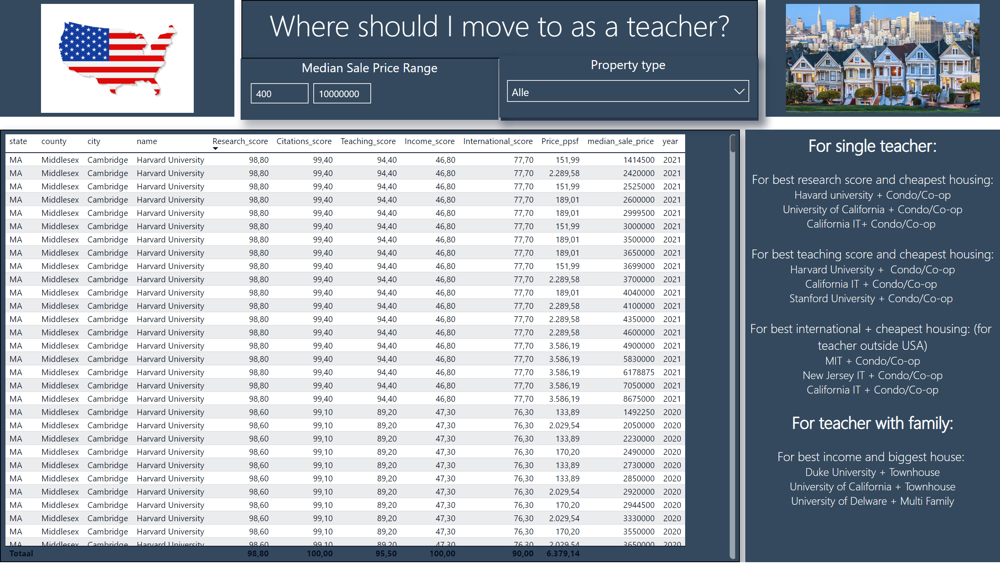 Where should I move to as a teacher?
Median Sale Price Range
400 10000000
Property type
Alle
state county city name Research_score Citations_score Teaching_score Income_score International_score Price_ppsf median_sale_price year
MA Middlesex Cambridge Harvard University 98,80 99,40 94,40 46,80 77,70 151,99 1414500 2021
MA Middlesex Cambridge Harvard University 98,80 99,40 94,40 46,80 77,70 2.289,58 2420000 2021
MA Middlesex Cambridge Harvard University 98,80 99,40 94,40 46,80 77,70 151,99 2525000 2021
MA Middlesex Cambridge Harvard University 98,80 99,40 94,40 46,80 77,70 189,01 2600000 2021
MA Middlesex Cambridge Harvard University 98,80 99,40 94,40 46,80 77,70 189,01 2999500 2021
MA Middlesex Cambridge Harvard University 98,80 99,40 94,40 46,80 77,70 151,99 3000000 2021
MA Middlesex Cambridge Harvard University 98,80 99,40 94,40 46,80 77,70 189,01 3500000 2021
MA Middlesex Cambridge Harvard University 98,80 99,40 94,40 46,80 77,70 189,01 3650000 2021
MA Middlesex Cambridge Harvard University 98,80 99,40 94,40 46,80 77,70 151,99 3699000 2021
MA Middlesex Cambridge Harvard University 98,80 99,40 94,40 46,80 77,70 2.289,58 3700000 2021
MA Middlesex Cambridge Harvard University 98,80 99,40 94,40 46,80 77,70 189,01 4040000 2021
MA Middlesex Cambridge Harvard University 98,80 99,40 94,40 46,80 77,70 2.289,58 4100000 2021
MA Middlesex Cambridge Harvard University 98,80 99,40 94,40 46,80 77,70 2.289,58 4350000 2021
MA Middlesex Cambridge Harvard University 98,80 99,40 94,40 46,80 77,70 2.289,58 4600000 2021
MA Middlesex Cambridge Harvard University 98,80 99,40 94,40 46,80 77,70 3.586,19 4900000 2021
MA Middlesex Cambridge Harvard University 98,80 99,40 94,40 46,80 77,70 3.586,19 5830000 2021
MA Middlesex Cambridge Harvard University 98,80 99,40 94,40 46,80 77,70 3.586,19 6178875 2021
MA Middlesex Cambridge Harvard University 98,80 99,40 94,40 46,80 77,70 3.586,19 7050000 2021
MA Middlesex Cambridge Harvard University 98,80 99,40 94,40 46,80 77,70 3.586,19 8675000 2021
MA Middlesex Cambridge Harvard University 98,60 99,10 89,20 47,30 76,30 133,89 1492250 2020
MA Middlesex Cambridge Harvard University 98,60 99,10 89,20 47,30 76,30 2.029,54 2050000 2020
MA Middlesex Cambridge Harvard University 98,60 99,10 89,20 47,30 76,30 133,89 2230000 2020
MA Middlesex Cambridge Harvard University 98,60 99,10 89,20 47,30 76,30 170,20 2490000 2020
MA Middlesex Cambridge Harvard University 98,60 99,10 89,20 47,30 76,30 133,89 2730000 2020
MA Middlesex Cambridge Harvard University 98,60 99,10 89,20 47,30 76,30 133,89 2850000 2020
MA Middlesex Cambridge Harvard University 98,60 99,10 89,20 47,30 76,30 2.029,54 2920000 2020
MA Middlesex Cambridge Harvard University 98,60 99,10 89,20 47,30 76,30 170,20 2944500 2020
MA Middlesex Cambridge Harvard University 98,60 99,10 89,20 47,30 76,30 2.029,54 3330000 2020
MA Middlesex Cambridge Harvard University 98,60 99,10 89,20 47,30 76,30 170,20 3550000 2020
MA Middlesex Cambridge Harvard University 98,60 99,10 89,20 47,30 76,30 2.029,54 3650000 2020
Totaal 98,80 100,00 95,50 100,00 90,00 6.379,14
For single teacher:
For best research score and cheapest housing:
Havard university + Condo/Co-op
University of California + Condo/Co-op
California IT+ Condo/Co-op
For best teaching score and cheapest housing:
Harvard University + Condo/Co-op
California IT + Condo/Co-op
Stanford University + Condo/Co-op
For best international + cheapest housing: (for
teacher outside USA)
MIT + Condo/Co-op
New Jersey IT + Condo/Co-op
California IT + Condo/Co-op
For teacher with family:
For best income and biggest house:
Duke University + Townhouse
University of California + Townhouse
University of Delware + Multi Family